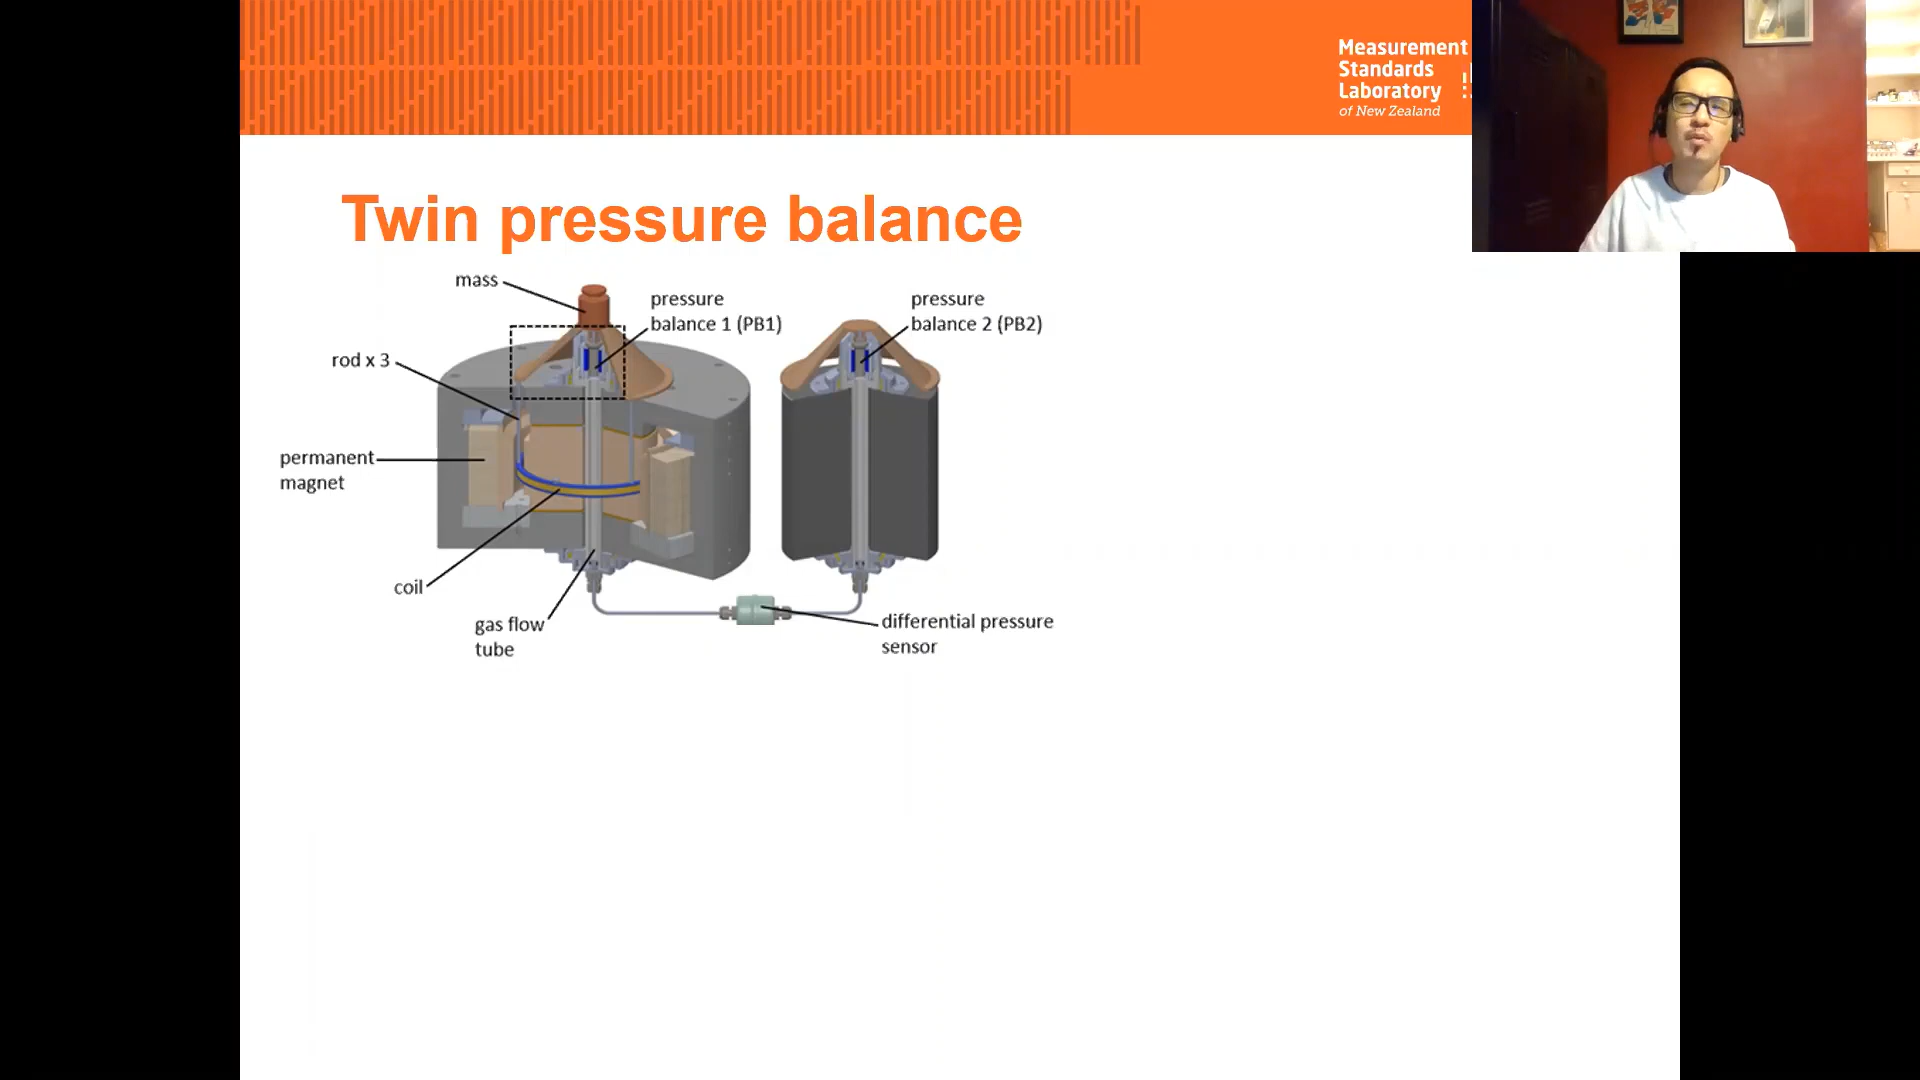 Measurement
Standards
Laboratory
of New Zealand
Twin pressure balance
mass
pressure
balance 1 (PB1)
pressure
balance 2 (PB2)
rod x 3
permanent
magnet
coil
gas flow
tube
differential pressure
sensor